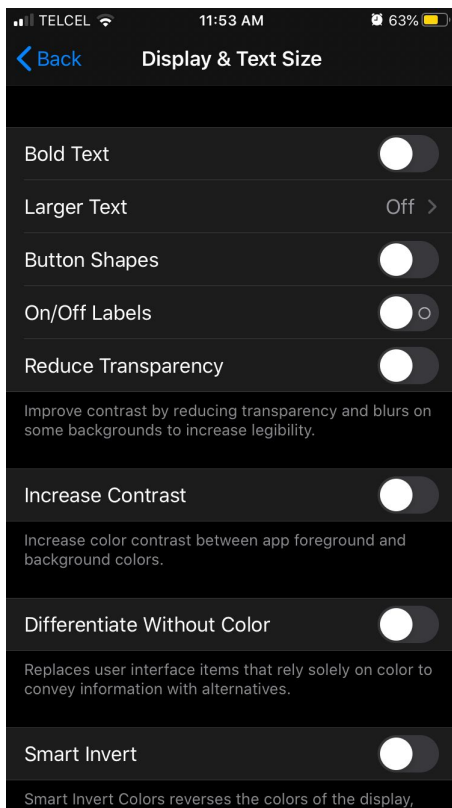 TELCEL 11:53 AM 63%
Back Display & Text Size
Bold Text
Larger Text Off
Button Shapes
On/Off Labels
Reduce Transparency
Improve contrast by reducing transparency and blurs on
some backgrounds to increase legibility.
Increase Contrast
Increase color contrast between app foreground and
background colors.
Differentiate Without Color
Replaces user interface items that rely solely on color to
convey information with alternatives.
Smart Invert
Smart Invert Colors reverses the colors of the display,